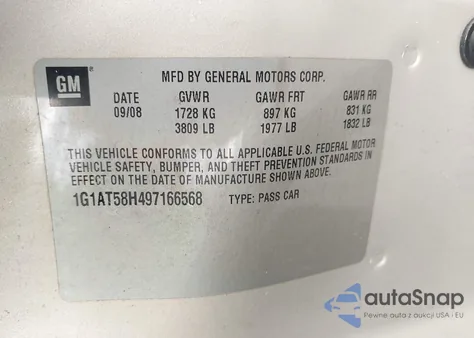 GM
MFD BY GENERAL MOTORS CORP.
DATE GVWR GAWR FRT GAWR RR
09/08 1728 KG 897 KG 831 KG
3809 LB 1977 LB 1832 LB
THIS VEHICLE CONFORMS TO ALL APPLICABLE U.S. FEDERAL MOTOR
VEHICLE SAFETY, BUMPER, AND THEFT PREVENTION STANDARDS IN
EFFECT ON THE DATE OF MANUFACTURE SHOWN ABOVE.
1G1AT58H497166568 TYPE: PASS CAR
autoSnap
Pewne auta z aukcji USA i EU